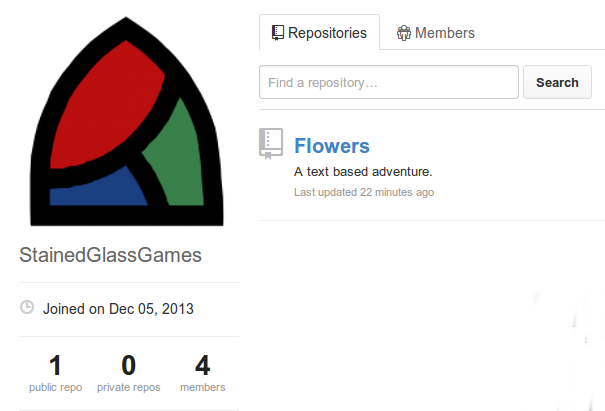 Repositories
Members
Find a repository...
Search
Flowers
A text based adventure.
Last updated 22 minutes ago
StainedGlassGames
Joined on Dec 05, 2013
1 0 4
public repo private repos members